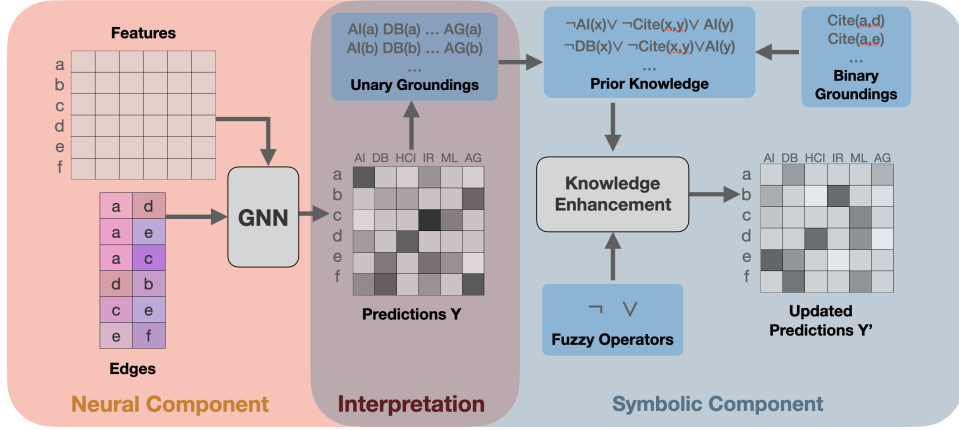 Features
a
b
c
d
e
f
a d
a e
a c
d b
c e
e f
Edges
GNN
Neural Component
AI(a) DB(a) ... AG(a)
AI(b) DB(b) ... AG(b)
...
Unary Groundings
AI DB HCI IR ML AG
a
b
c
d
e
f
Predictions Y
Interpretation
¬AI(x)∨ ¬Cite(x,y)∨ AI(y)
¬DB(x)∨ ¬Cite(x,y)∨AI(y)
...
Prior Knowledge
Cite(a,d)
Cite(a,e)
...
Binary
Groundings
Knowledge
Enhancement
¬ ∨
Fuzzy Operators
AI DB HCI IR ML AG
a
b
c
d
e
f
Updated
Predictions Y'
Symbolic Component